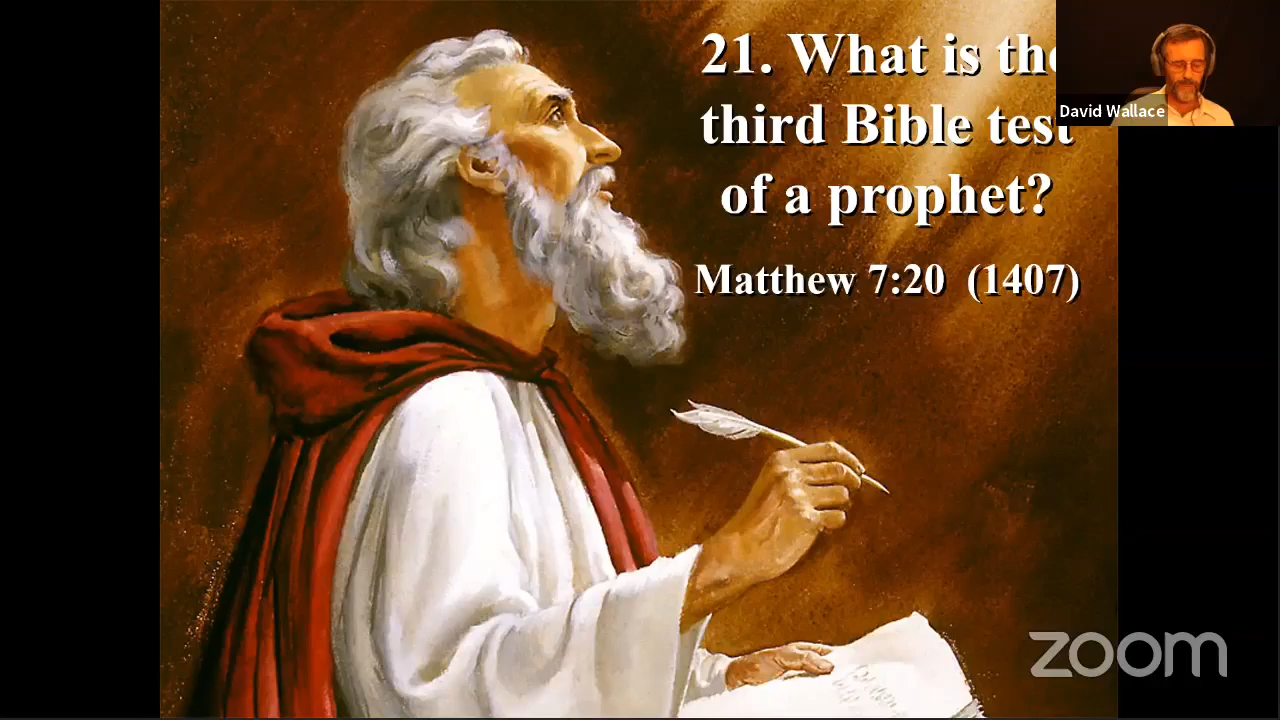 21. What is the
third Bible test
of a prophet?
Matthew 7:20 (1407)
David Wallace
zoom